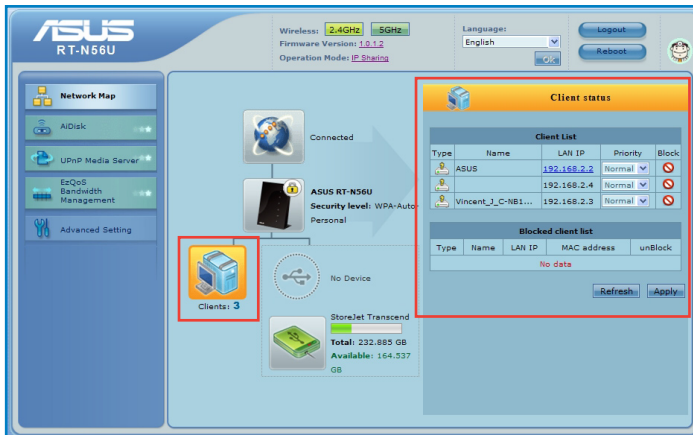 ASUS
RT-N56U
Wireless: 2.4GHz 5GHz
Firmware Version: 1.0.1.2
Operation Mode: IP Sharing
Language:
English
OK
Logout
Reboot
Network Map
AiDisk
UPnP Media Server
EzQoS
Bandwidth
Management
Advanced Setting
Connected
ASUS RT-N56U
Security level: WPA-Auto-
Personal
Clients: 3
No Device
StoreJet Transcend
Total: 232.885 GB
Available: 164.537
GB
Client status
Client List
Type Name LAN IP Priority Block
ASUS 192.168.2.2 Normal
192.168.2.4 Normal
Vincent_J_C-NB1... 192.168.2.3 Normal
Blocked client list
Type Name LAN IP MAC address unBlock
No data
Refresh Apply